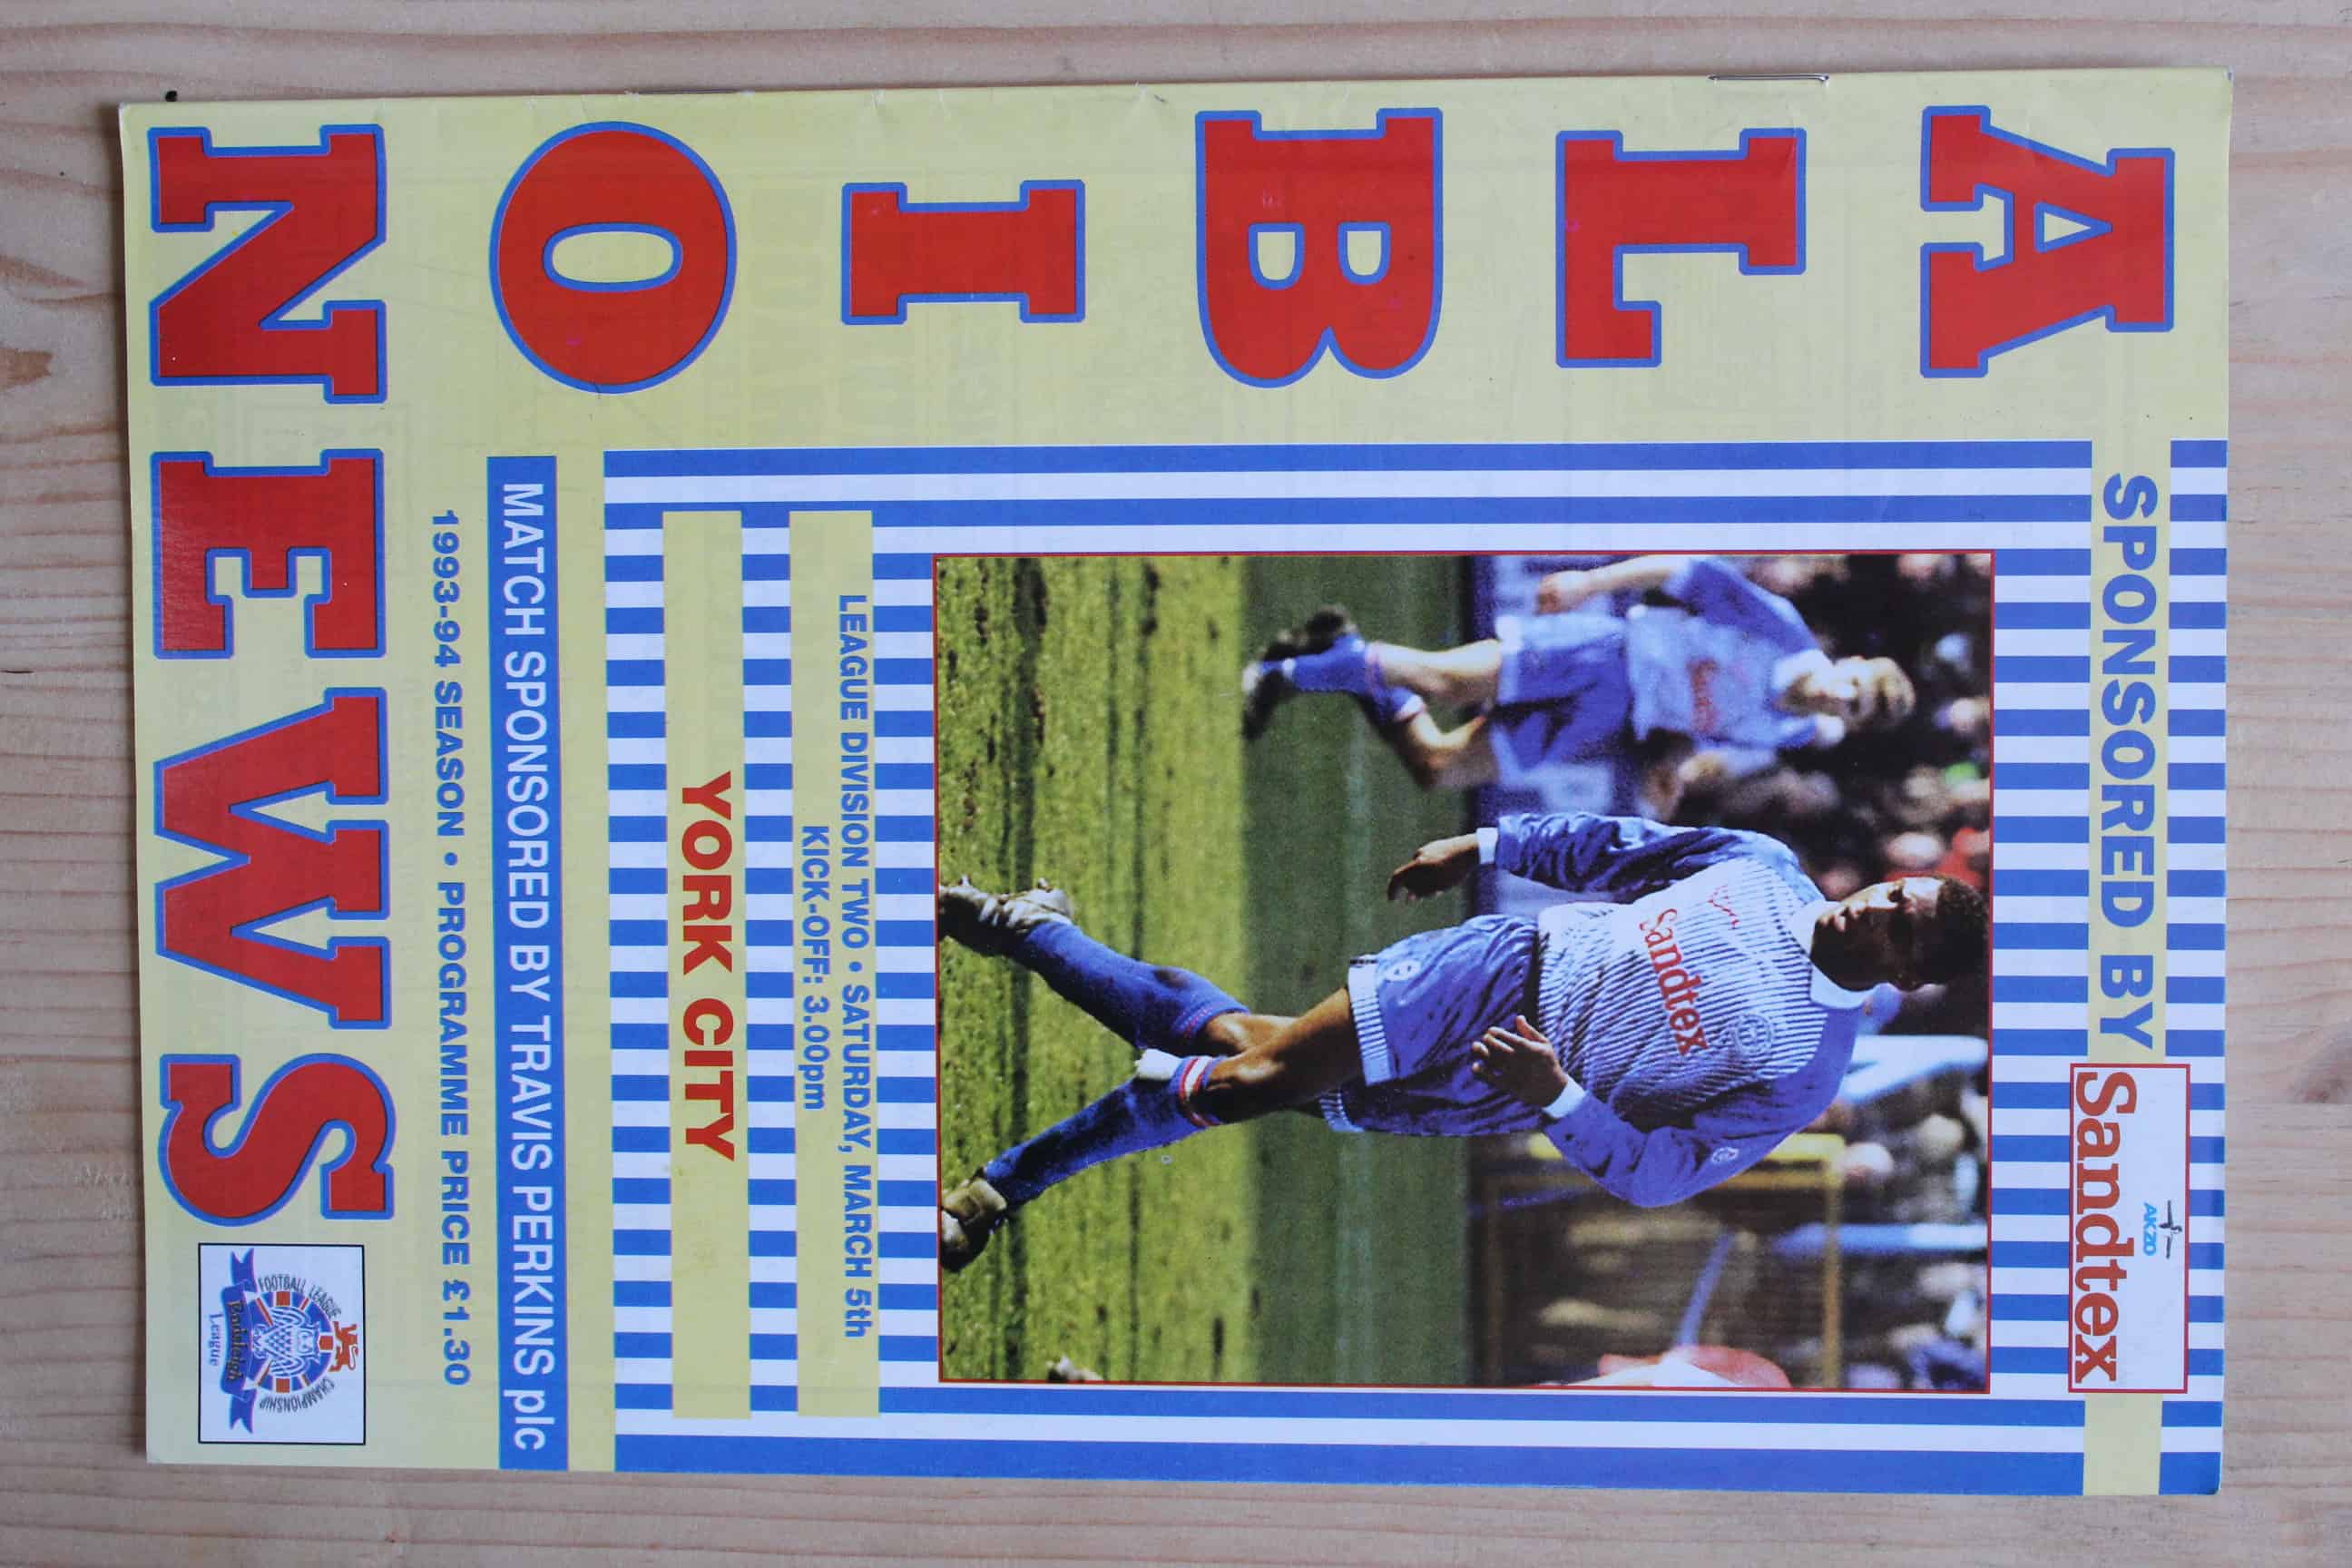 SPONSORED BY
AKZO
Sandtex
ALBION
Sandtex
LEAGUE DIVISION TWO • SATURDAY, MARCH 5th
KICK-OFF: 3.00pm
YORK CITY
MATCH SPONSORED BY TRAVIS PERKINS plc
1993-94 SEASON • PROGRAMME PRICE £1.30
NEWS
FOOTBALL LEAGUE
CHAMPIONSHIP
Endsleigh
League